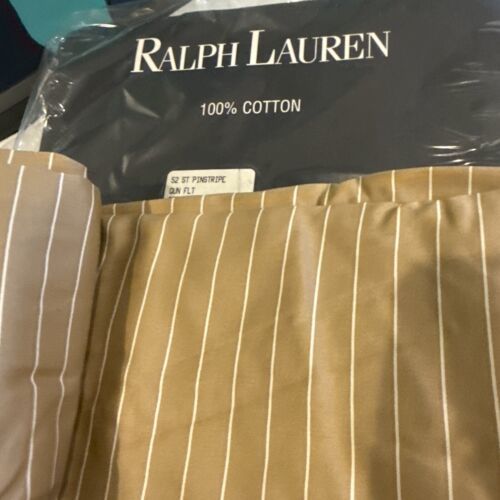 RALPH LAUREN
100% COTTON
52 ST PINSTRIPE
QUN FLT